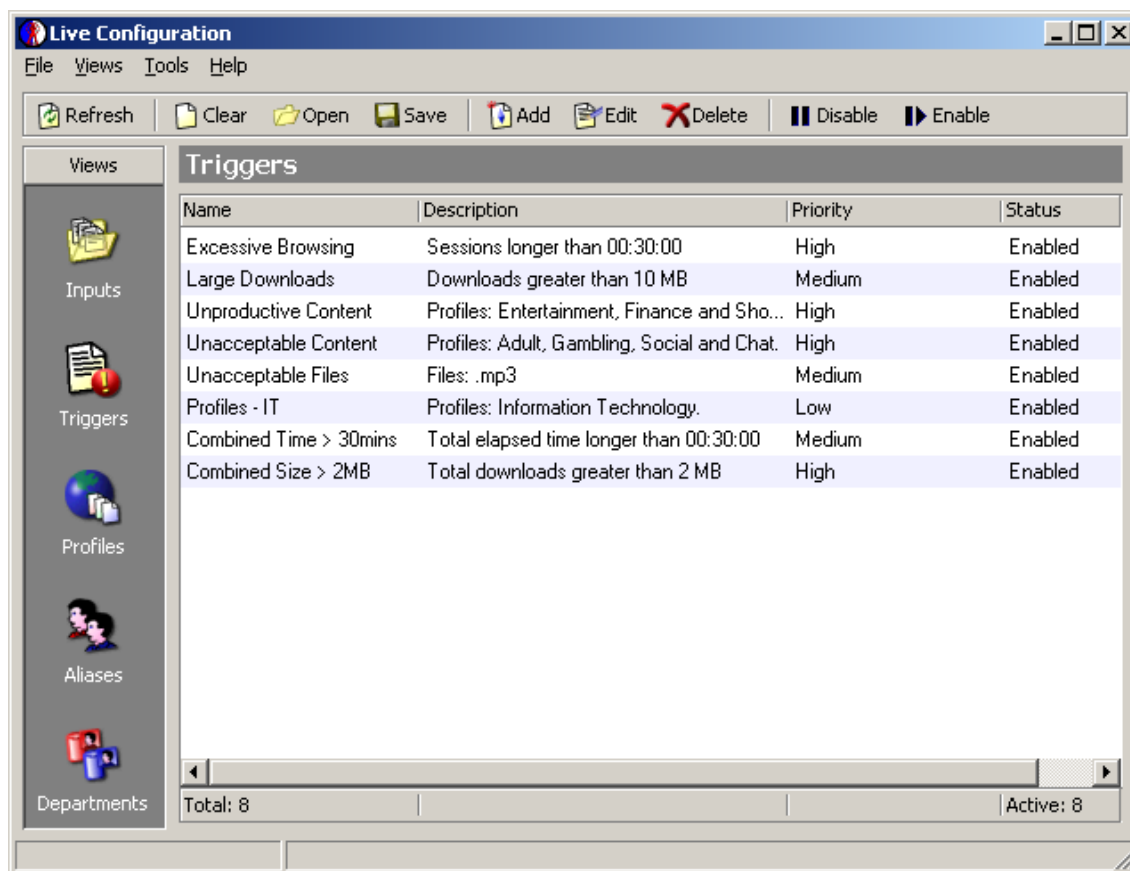 Live Configuration
File Views Tools Help
Refresh Clear Open Save Add Edit Delete Disable Enable
Views
Triggers
Name Description Priority Status
Excessive Browsing Sessions longer than 00:30:00 High Enabled
Large Downloads Downloads greater than 10 MB Medium Enabled
Unproductive Content Profiles: Entertainment, Finance and Sho... High Enabled
Unacceptable Content Profiles: Adult, Gambling, Social and Chat. High Enabled
Unacceptable Files Files: .mp3 Medium Enabled
Profiles - IT Profiles: Information Technology. Low Enabled
Combined Time > 30mins Total elapsed time longer than 00:30:00 Medium Enabled
Combined Size > 2MB Total downloads greater than 2 MB High Enabled
Inputs
Triggers
Profiles
Aliases
Departments
Total: 8 Active: 8